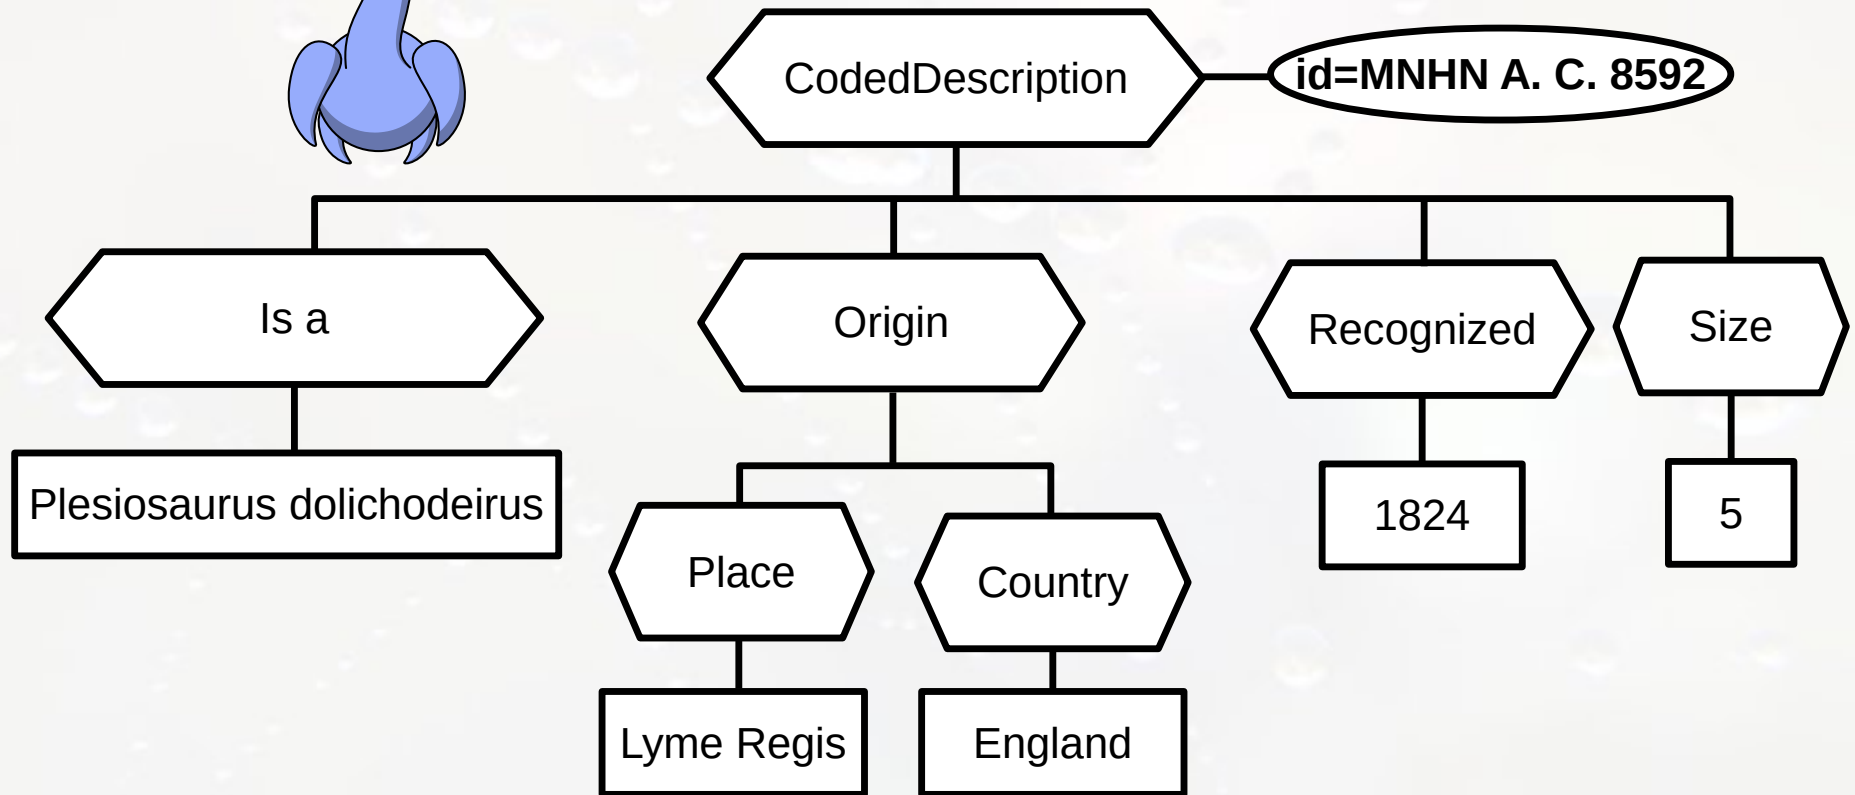 CodedDescription
id=MNHN A. C. 8592
Is a
Origin
Recognized
Size
Plesiosaurus dolichodeirus
1824
5
Place
Country
Lyme Regis
England